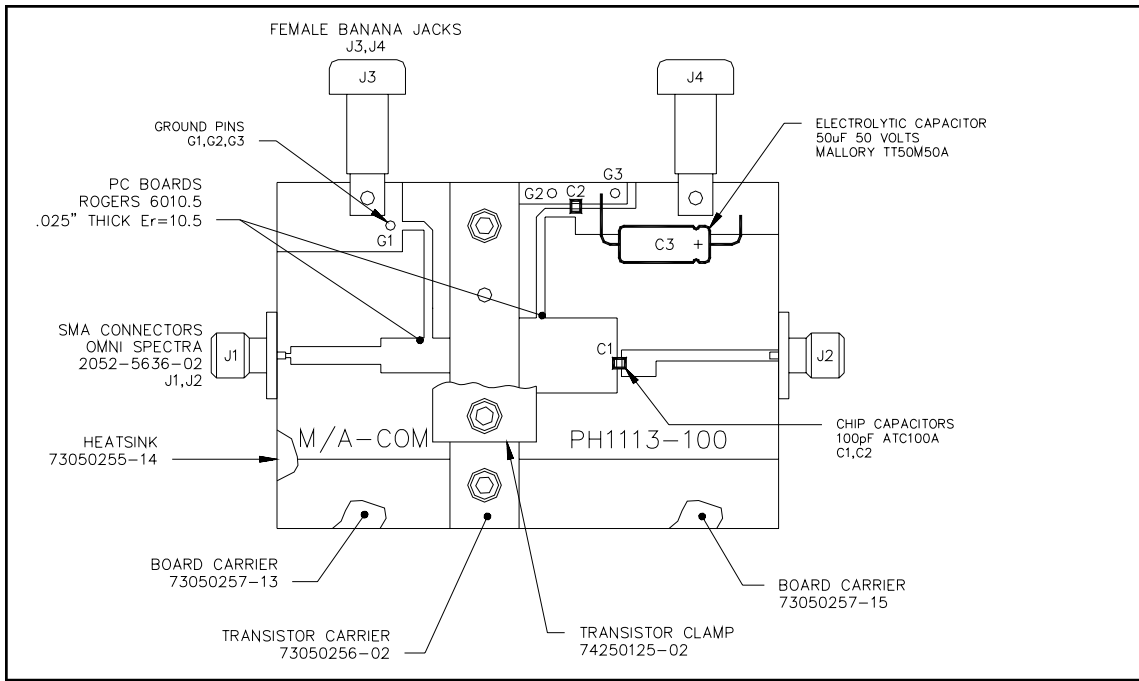 FEMALE BANANA JACKS
J3,J4
J3
J4
GROUND PINS
G1,G2,G3
ELECTROLYTIC CAPACITOR
50uF 50 VOLTS
MALLORY TT50M50A
PC BOARDS
ROGERS 6010.5
.025" THICK Er=10.5
G1
G2
C2
G3
C3 +
SMA CONNECTORS
OMNI SPECTRA
2052-5636-02
J1,J2
J1
C1
J2
HEATSINK
73050255-14
M/A-COM
PH1113-100
CHIP CAPACITORS
100pF ATC100A
C1,C2
BOARD CARRIER
73050257-13
BOARD CARRIER
73050257-15
TRANSISTOR CARRIER
73050256-02
TRANSISTOR CLAMP
74250125-02